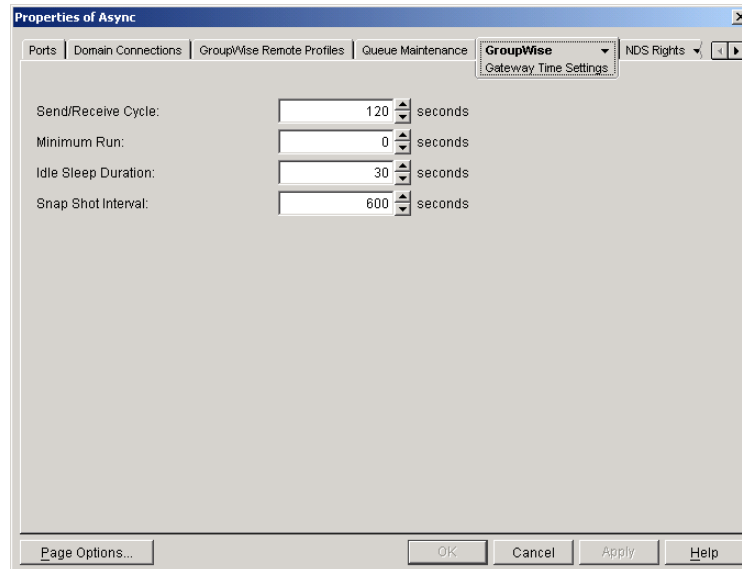 Properties of Async
Ports Domain Connections GroupWise Remote Profiles Queue Maintenance GroupWise NDS Rights
Gateway Time Settings
Send/Receive Cycle: 120 seconds
Minimum Run: 0 seconds
Idle Sleep Duration: 30 seconds
Snap Shot Interval: 600 seconds
Page Options... OK Cancel Apply Help